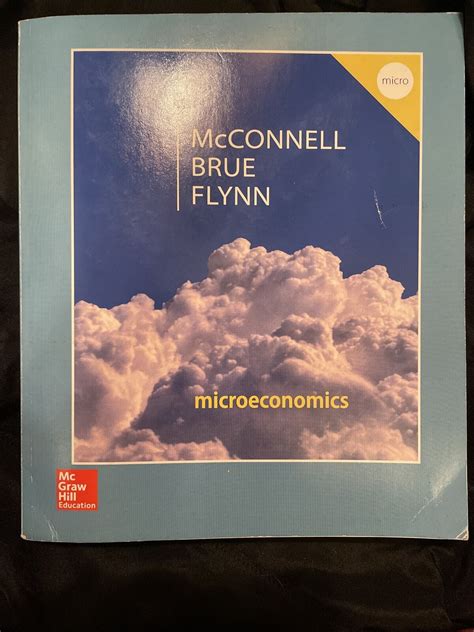 micro
McCONNELL
BRUE
FLYNN
microeconomics
Mc
Graw
Hill
Education